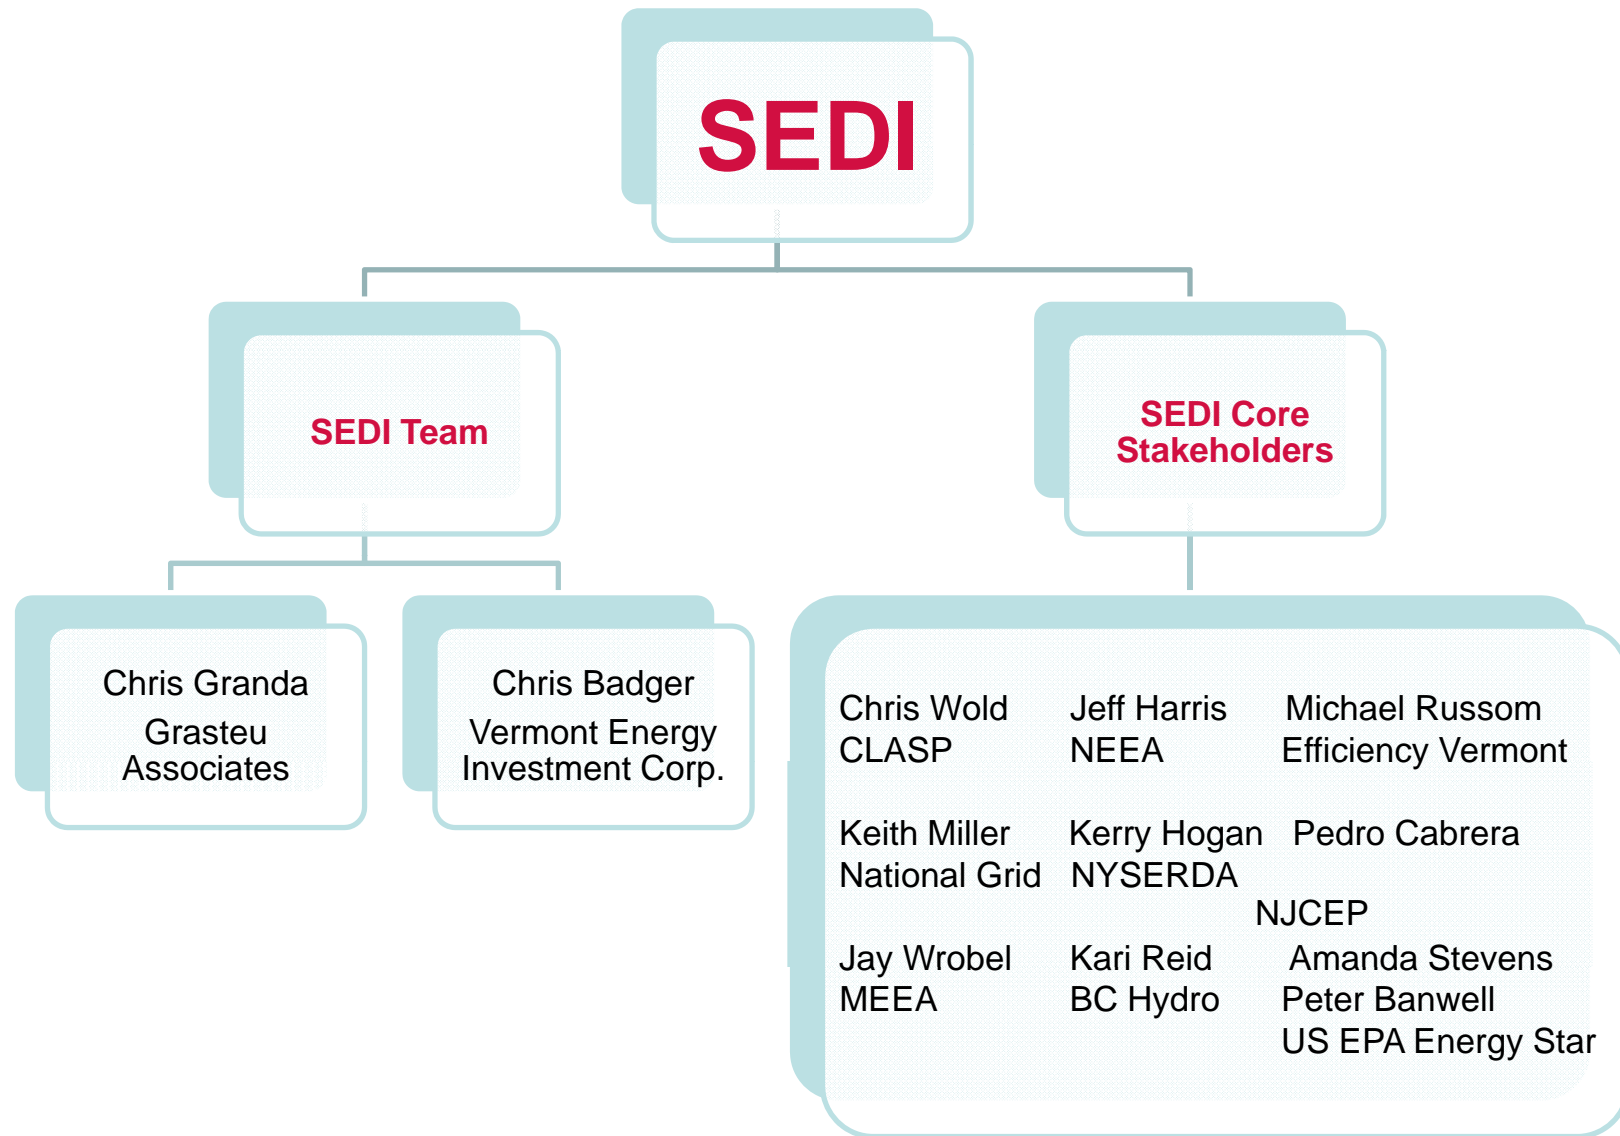 SEDI
SEDI Team
SEDI Core
Stakeholders
Chris Granda
Grasteu
Associates
Chris Badger
Vermont Energy
Investment Corp.
Chris Wold Jeff Harris Michael Russom
CLASP NEEA Efficiency Vermont
Keith Miller Kerry Hogan Pedro Cabrera
National Grid NYSERDA
NJCEP
Jay Wrobel Kari Reid Amanda Stevens
MEEA BC Hydro Peter Banwell
US EPA Energy Star